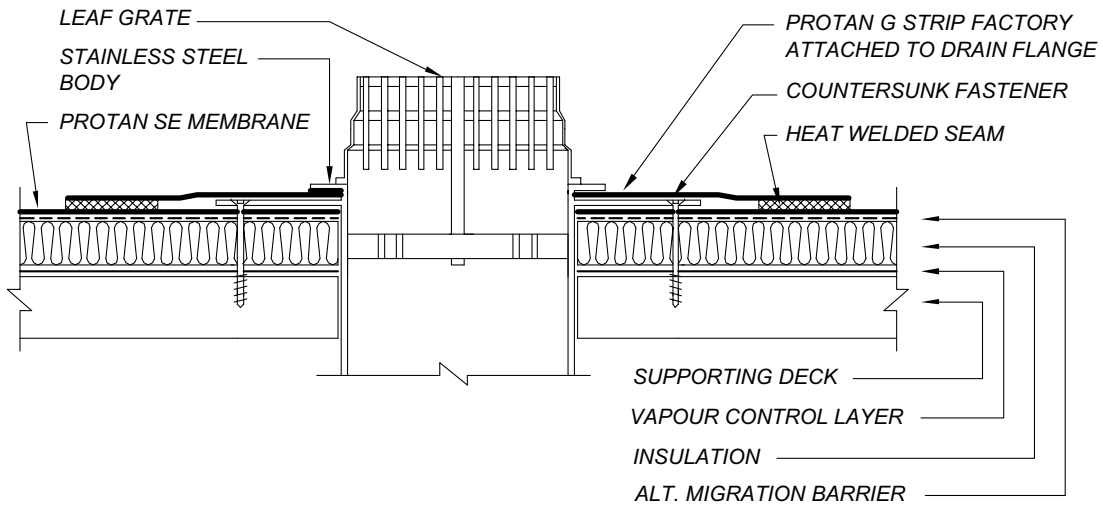 LEAF GRATE
STAINLESS STEEL
BODY
PROTAN SE MEMBRANE
PROTAN G STRIP FACTORY
ATTACHED TO DRAIN FLANGE
COUNTERSUNK FASTENER
HEAT WELDED SEAM
SUPPORTING DECK
VAPOUR CONTROL LAYER
INSULATION
ALT. MIGRATION BARRIER